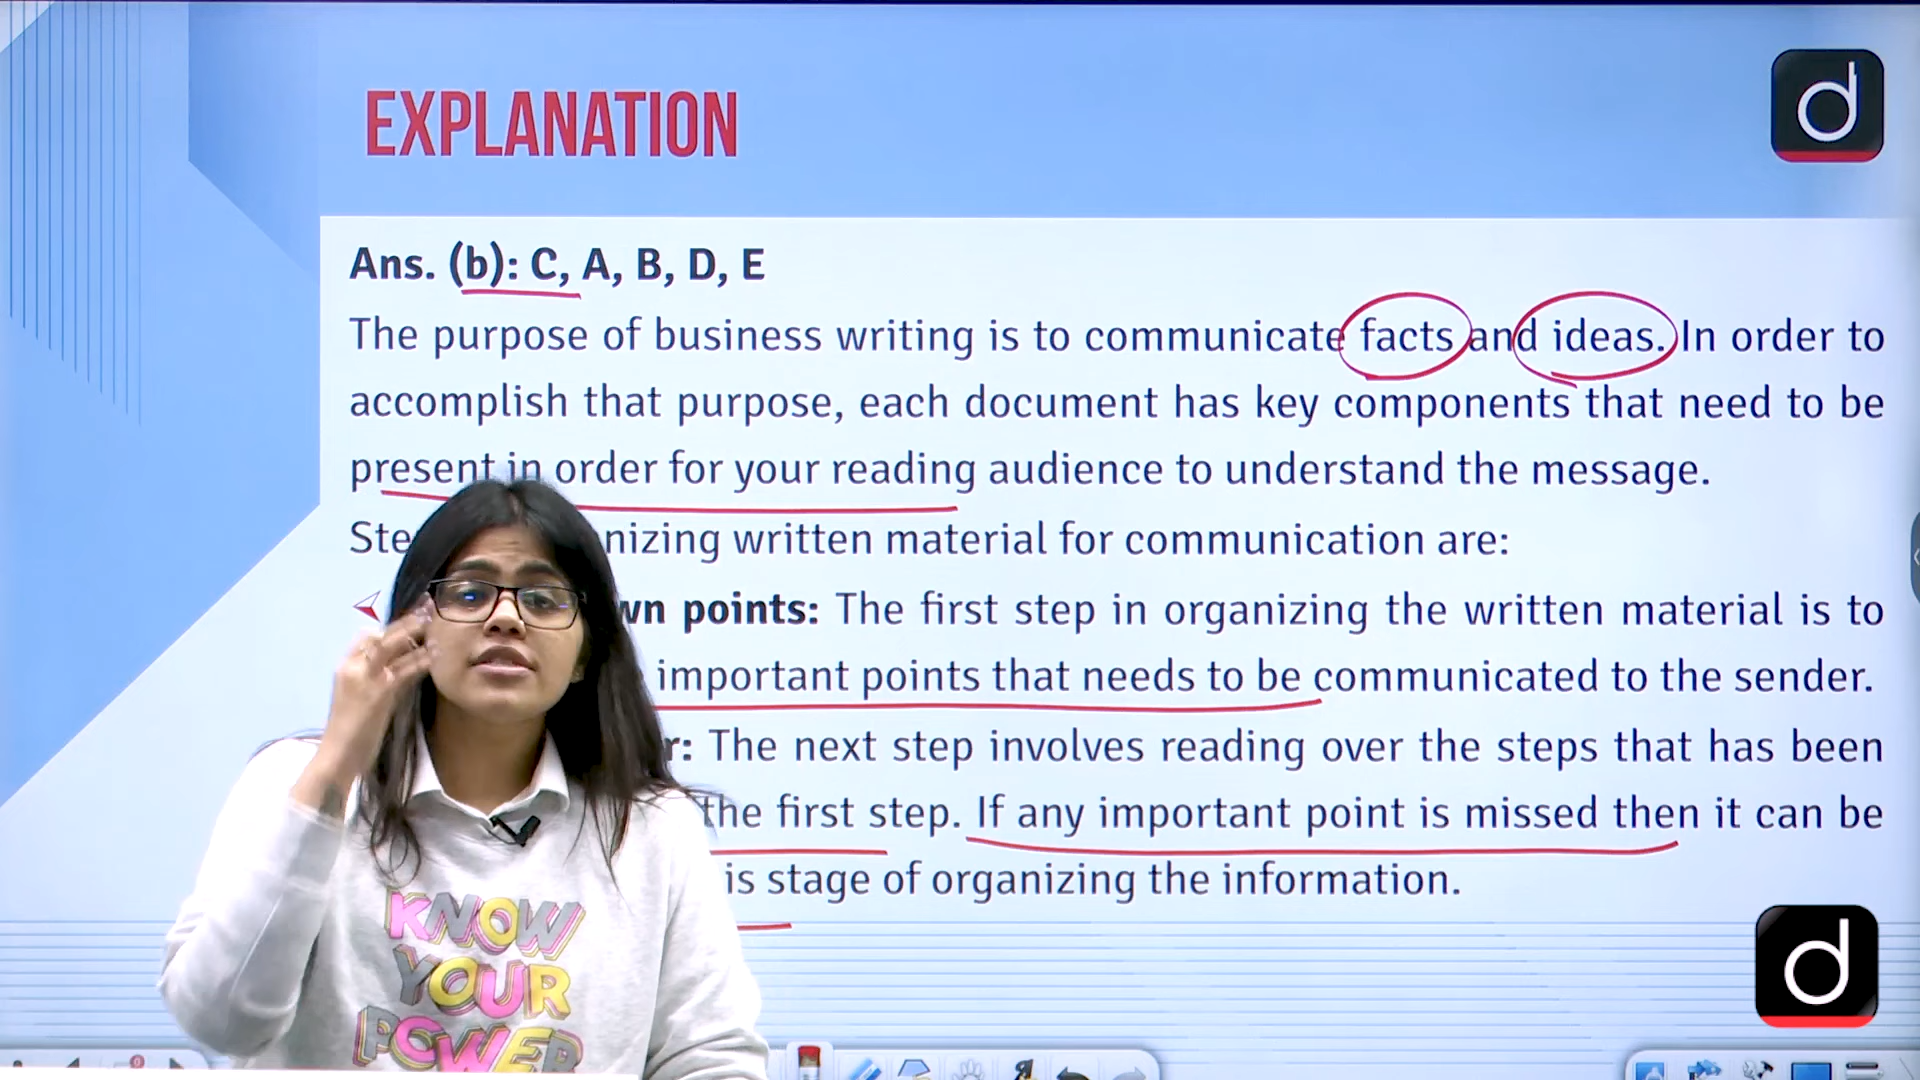 EXPLANATION
d
Ans. (b): C, A, B, D, E
The purpose of business writing is to communicate facts and ideas. In order to
accomplish that purpose, each document has key components that need to be
present in order for your reading audience to understand the message.
Ste nizing written material for communication are:
wn points: The first step in organizing the written material is to
important points that needs to be communicated to the sender.
r: The next step involves reading over the steps that has been
the first step. If any important point is missed then it can be
is stage of organizing the information.
KNOW
YOUR
POWER
d